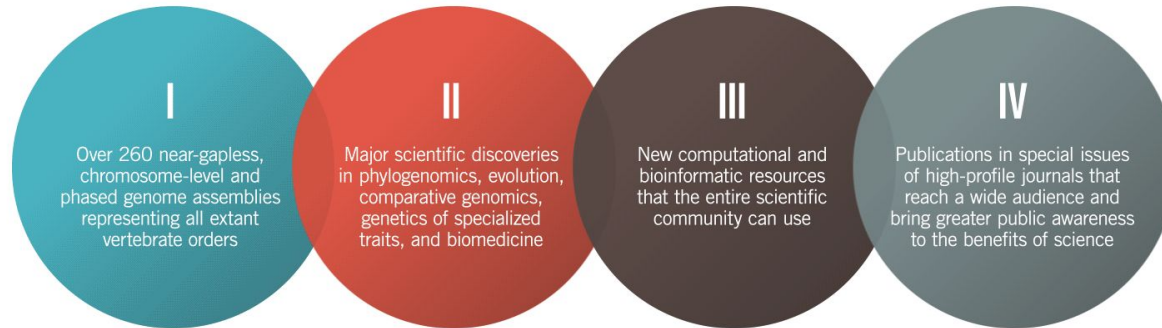 I
Over 260 near-gapless,
chromosome-level and
phased genome assemblies
representing all extant
vertebrate orders
II
Major scientific discoveries
in phylogenomics, evolution,
comparative genomics,
genetics of specialized
traits, and biomedicine
III
New computational and
bioinformatic resources
that the entire scientific
community can use
IV
Publications in special issues
of high-profile journals that
reach a wide audience and
bring greater public awareness
to the benefits of science